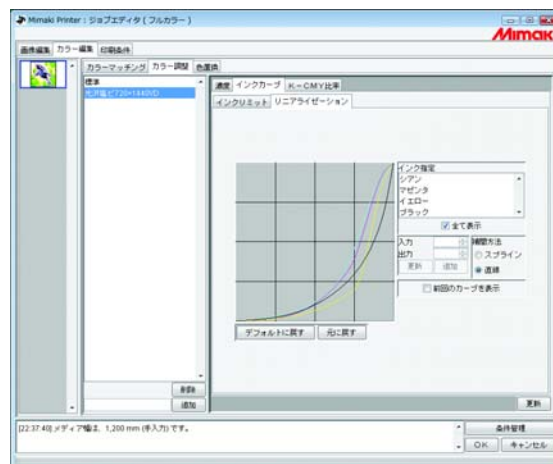 Mimaki Printer : ジョブエディタ ( フルカラー )
Mimaki
画像編集 カラー編集 印刷条件
カラーマッチング カラー調整 色置換
標準
光沢塩ビ720×1440VD
濃度 インクカーブ K-CMY比率
インクリミット リニアライゼーション
インク指定
シアン
マゼンタ
イエロー
ブラック
全て表示
入力
出力
更新 追加
補間方法
スプライン
直線
前回のカーブを表示
デフォルトに戻す 元に戻す
削除
追加
更新
[22:37:40] メディア幅は、1,200 mm (手入力) です。
条件管理
OK キャンセル